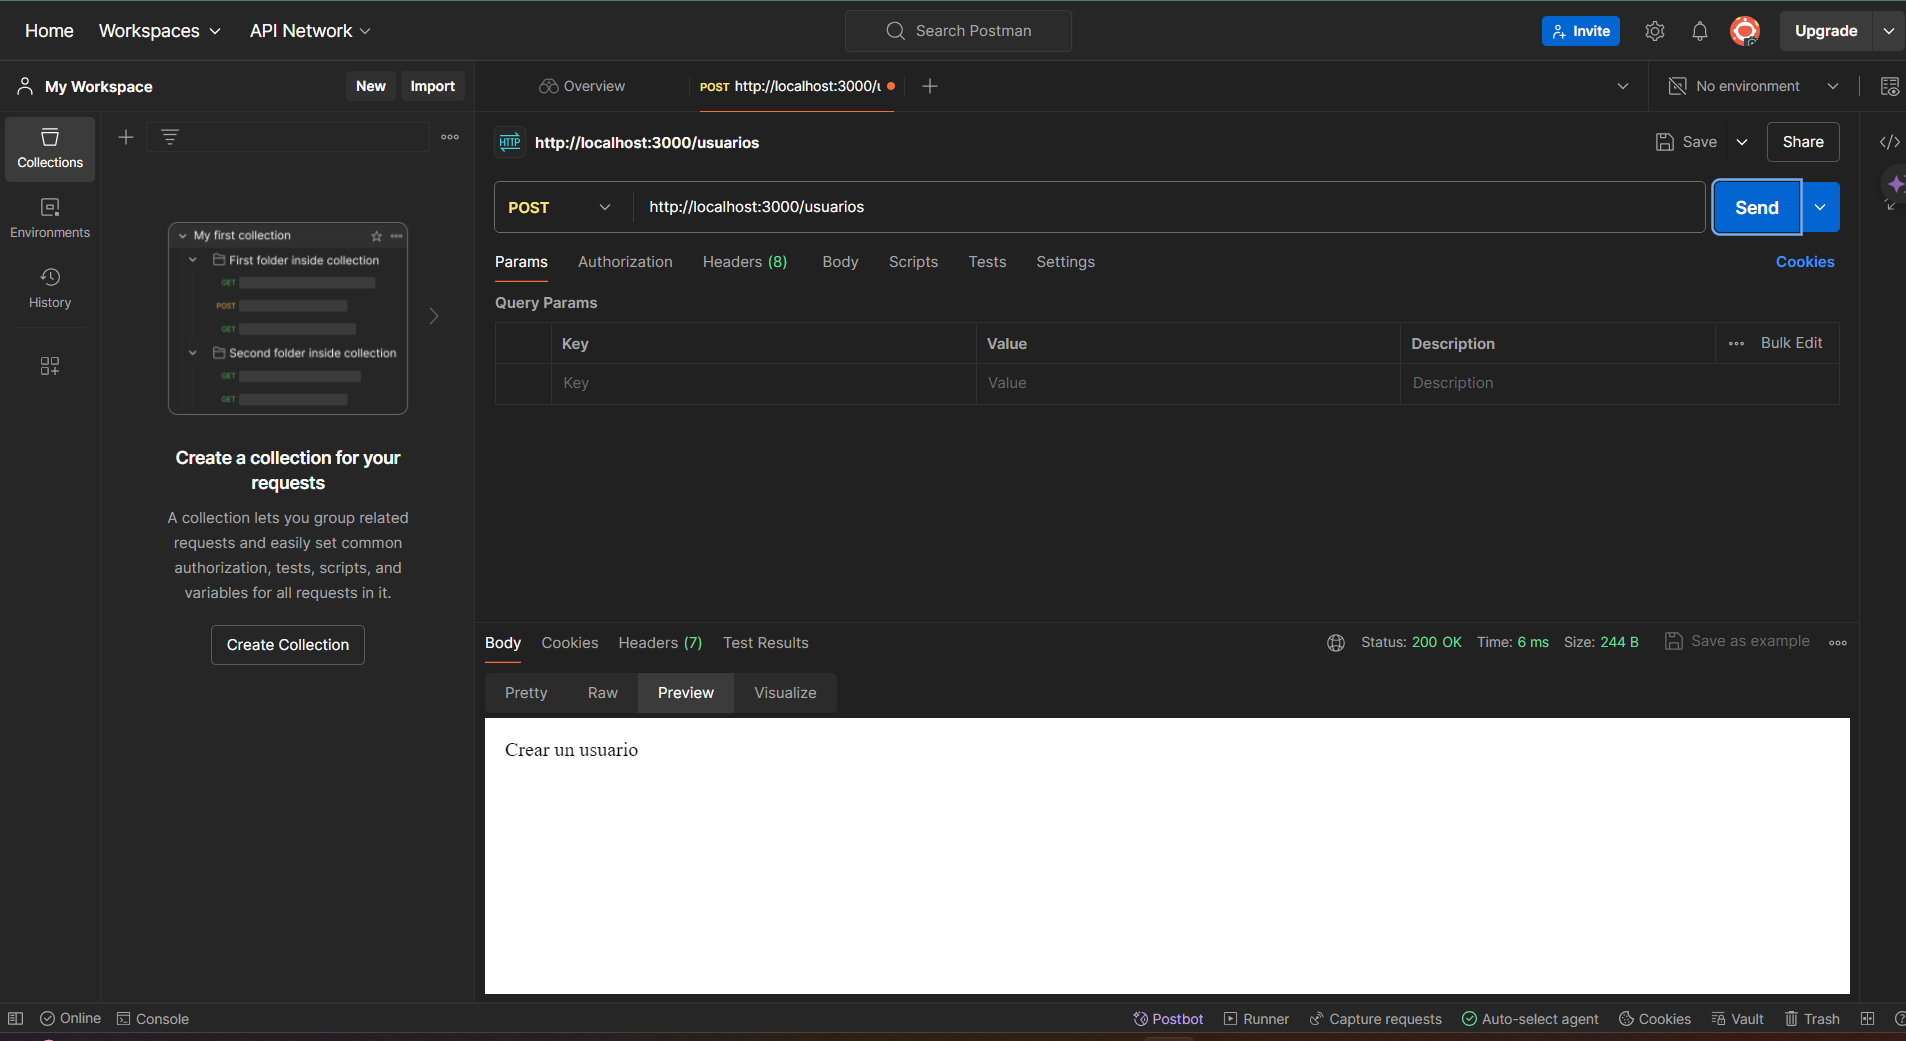 Home Workspaces API Network Search Postman Invite Upgrade
My Workspace New Import Overview POST http://localhost:3000/u No environment
Collections
http://localhost:3000/usuarios Save Share
Environments
POST http://localhost:3000/usuarios Send
History
My first collection
First folder inside collection
GET
POST
GET
Second folder inside collection
GET
GET
Params Authorization Headers (8) Body Scripts Tests Settings Cookies
Query Params
Key Value Description Bulk Edit
Key Value Description
Create a collection for your
requests
A collection lets you group related
requests and easily set common
authorization, tests, scripts, and
variables for all requests in it.
Create Collection
Body Cookies Headers (7) Test Results Status: 200 OK Time: 6 ms Size: 244 B Save as example
Pretty Raw Preview Visualize
Crear un usuario
Online Console Postbot Runner Capture requests Auto-select agent Cookies Vault Trash